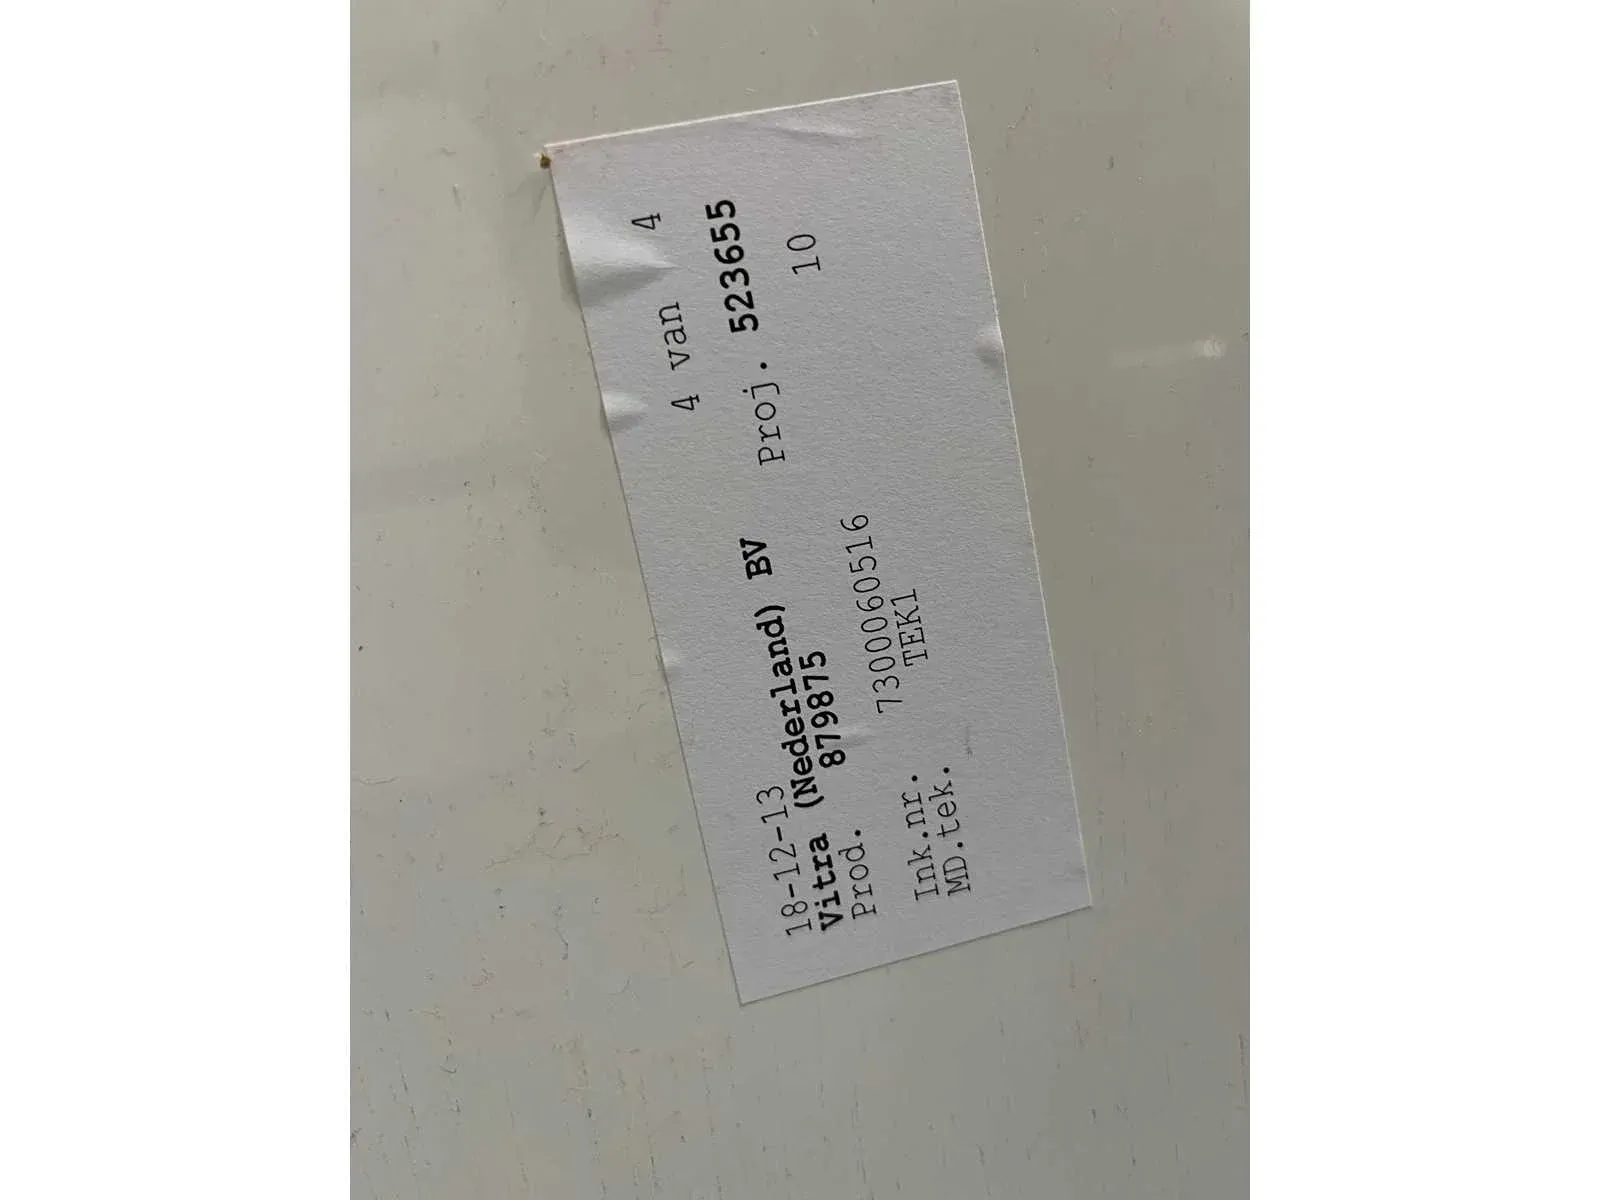 18-12-13 4 van 4
Vitra (Nederland) BV Proj. 523655
Prod. 879875 10
Ink.nr. 7300060516
MD.tek. TEK1